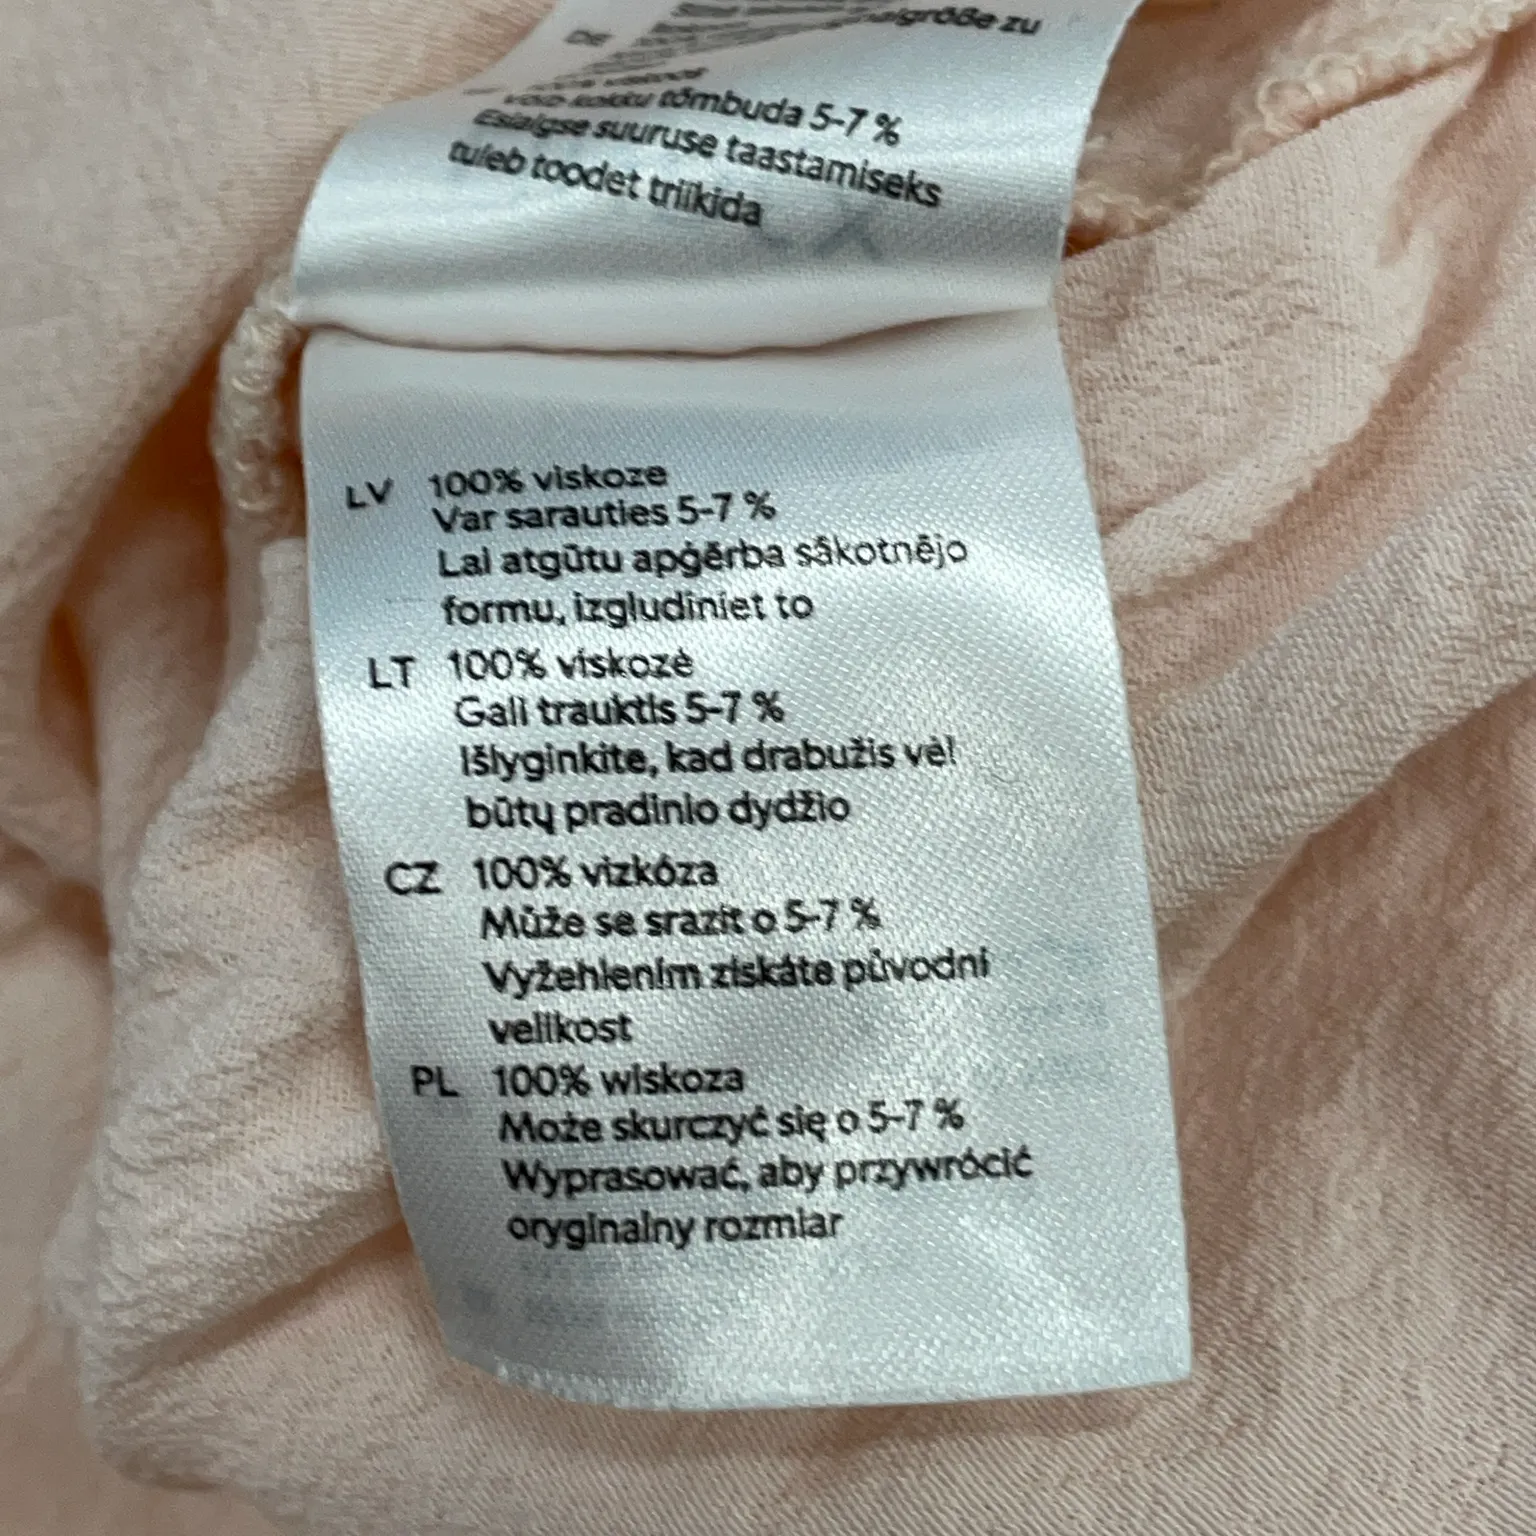 algröße zu
DE
tõmbuda 5-7 %
Esialgse suuruse taastamiseks
tuleb toodet triikida
LV 100% viskoze
Var sarauties 5-7 %
Lai atgūtu apģērba sākotnējo
formu, izgludiniet to
LT 100% viskozė
Gali trauktis 5-7 %
Išlyginkite, kad drabužis vėl
būtų pradinio dydžio
CZ 100% vizkóza
Může se srazit o 5-7 %
Vyžehlením získáte původní
velikost
PL 100% wiskoza
Może skurczyć się o 5-7 %
Wyprasować, aby przywrócić
oryginalny rozmiar